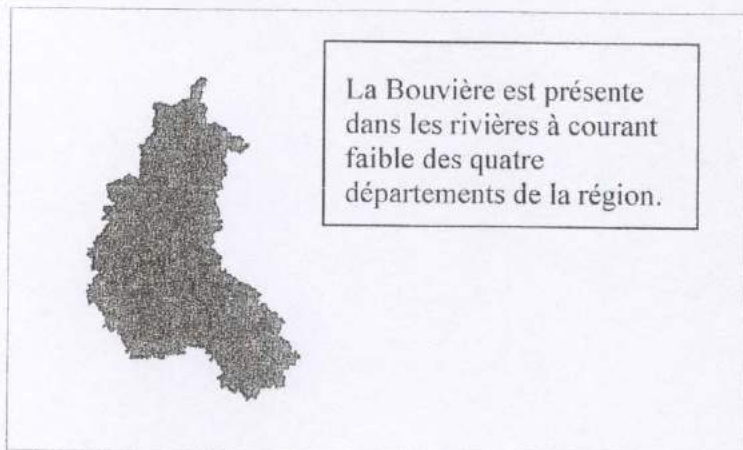 La Bouvière est présente
dans les rivières à courant
faible des quatre
départements de la région.